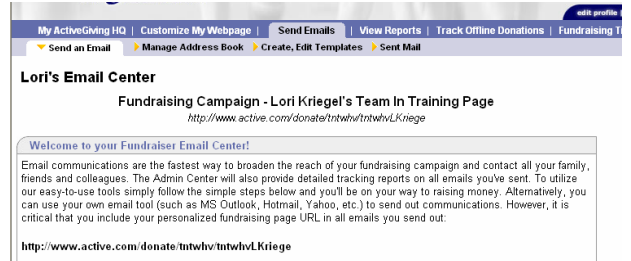 edit profile |
My ActiveGiving HQ | Customize My Webpage | Send Emails | View Reports | Track Offline Donations | Fundraising
Send an Email Manage Address Book Create, Edit Templates Sent Mail
Lori's Email Center
Fundraising Campaign - Lori Kriegel's Team In Training Page
http://www.active.com/donate/tntwhv/tntwhvLKriege
Welcome to your Fundraiser Email Center!
Email communications are the fastest way to broaden the reach of your fundraising campaign and contact all your family,
friends and colleagues. The Admin Center will also provide detailed tracking reports on all emails you've sent. To utilize
our easy-to-use tools simply follow the simple steps below and you'll be on your way to raising money. Alternatively, you
can use your own email tool (such as MS Outlook, Hotmail, Yahoo, etc.) to send out communications. However, it is
critical that you include your personalized fundraising page URL in all emails you send out:
http://www.active.com/donate/tntwhv/tntwhvLKriege